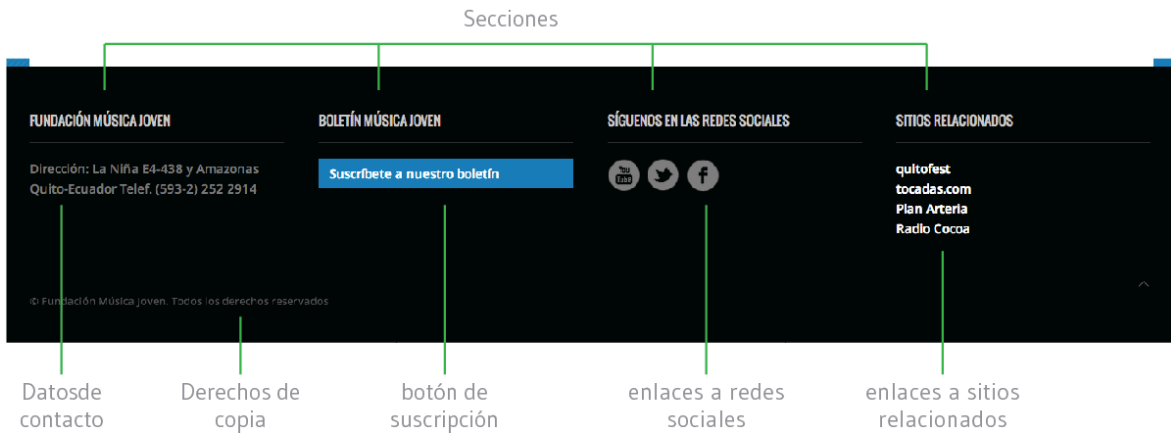 Secciones
FUNDACIÓN MÚSICA JOVEN
BOLETÍN MÚSICA JOVEN
SÍGUENOS EN LAS REDES SOCIALES
SITIOS RELACIONADOS
Dirección: La Niña E4-438 y Amazonas
Quito-Ecuador Telef. (593-2) 252 2914
Suscríbete a nuestro boletín
You
Tube
quitofest
tocadas.com
Plan Arteria
Radio Cocoa
© Fundación Música Joven. Todos los derechos reservados
Datosde
contacto
Derechos de
copia
botón de
suscripción
enlaces a redes
sociales
enlaces a sitios
relacionados